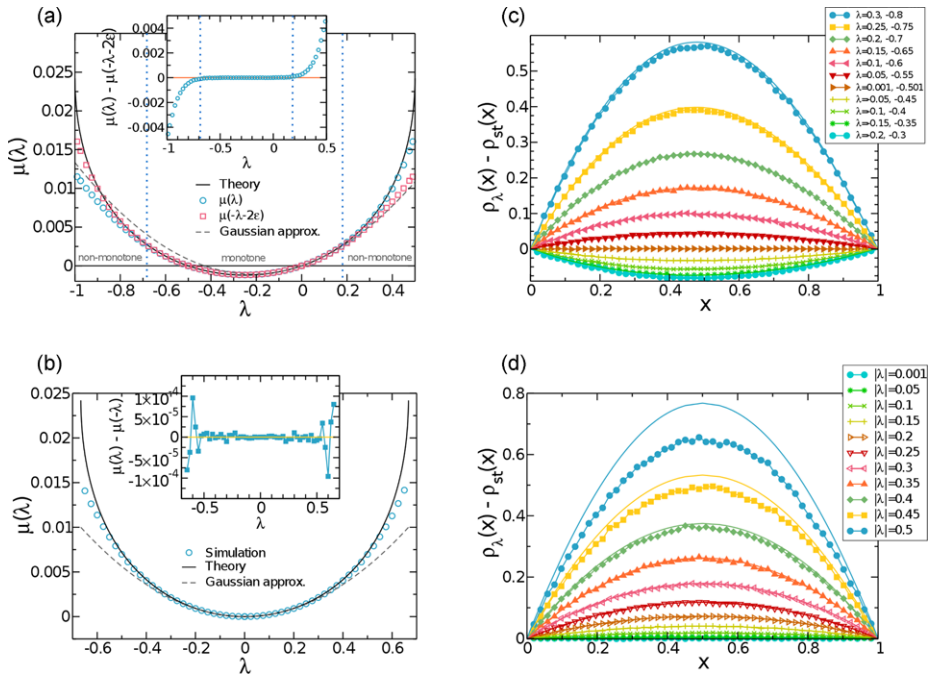 (a)
0.03
0.025
0.02
0.015
0.01
0.005
0
μ(λ)
-1 -0.8 -0.6 -0.4 -0.2 0 0.2 0.4
λ
0.004
0.002
0
-0.002
-0.004
μ(λ) - μ(-λ-2ε)
-1 -0.5 0 0.5
λ
Theory
μ(λ)
μ(-λ-2ε)
Gaussian approx.
non-monotone monotone non-monotone
(c)
0.5
0.4
0.3
0.2
0.1
0
ρλ(x) - ρst(x)
0 0.2 0.4 0.6 0.8 1
x
λ=0.3, -0.8
λ=0.25, -0.75
λ=0.2, -0.7
λ=0.15, -0.65
λ=0.1, -0.6
λ=0.05, -0.55
λ=0.001, -0.501
λ=-0.05, -0.45
λ=-0.1, -0.4
λ=-0.15, -0.35
λ=-0.2, -0.3
(b)
0.025
0.02
0.015
0.01
0.005
0
μ(λ)
-0.6 -0.4 -0.2 0 0.2 0.4 0.6
λ
1×10-4
5×10-5
0
-5×10-5
-1×10-4
μ(λ) - μ(-λ)
-0.5 0 0.5
λ
Simulation
Theory
Gaussian approx.
(d)
0.8
0.6
0.4
0.2
0
ρλ(x) - ρst(x)
0 0.2 0.4 0.6 0.8 1
x
|λ|=0.001
|λ|=0.05
|λ|=0.1
|λ|=0.15
|λ|=0.2
|λ|=0.25
|λ|=0.3
|λ|=0.35
|λ|=0.4
|λ|=0.45
|λ|=0.5